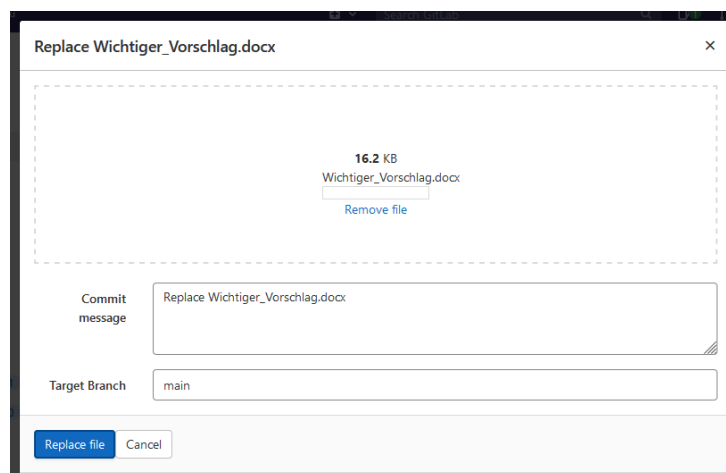 Search GitLab
Replace Wichtiger_Vorschlag.docx
×
16.2 KB
Wichtiger_Vorschlag.docx
Remove file
Commit
message
Replace Wichtiger_Vorschlag.docx
Target Branch
main
Replace file
Cancel